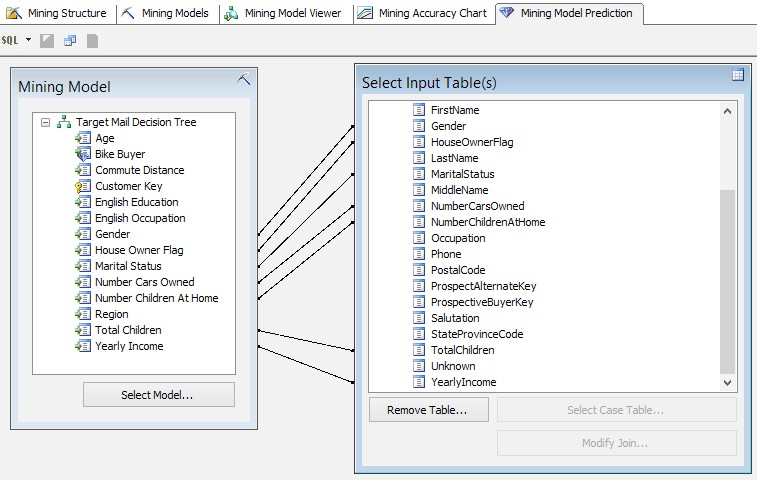 Mining Structure
Mining Models
Mining Model Viewer
Mining Accuracy Chart
Mining Model Prediction
SQL
Mining Model
Target Mail Decision Tree
Age
Bike Buyer
Commute Distance
Customer Key
English Education
English Occupation
Gender
House Owner Flag
Marital Status
Number Cars Owned
Number Children At Home
Region
Total Children
Yearly Income
Select Model...
Select Input Table(s)
FirstName
Gender
HouseOwnerFlag
LastName
MaritalStatus
MiddleName
NumberCarsOwned
NumberChildrenAtHome
Occupation
Phone
PostalCode
ProspectAlternateKey
ProspectiveBuyerKey
Salutation
StateProvinceCode
TotalChildren
Unknown
YearlyIncome
Remove Table...
Select Case Table...
Modify Join...